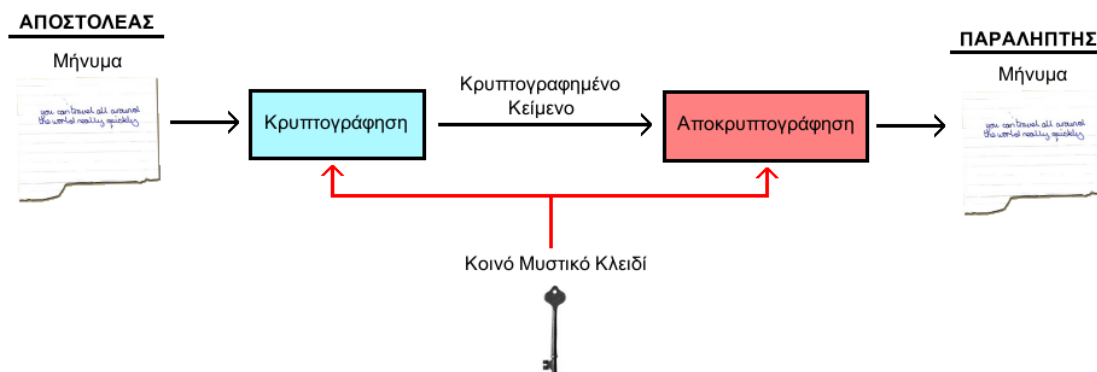 ΑΠΟΣΤΟΛΕΑΣ
Μήνυμα
you can travel all around
the world really quickly
Κρυπτογράφηση
Κρυπτογραφημένο
Κείμενο
Αποκρυπτογράφηση
ΠΑΡΑΛΗΠΤΗΣ
Μήνυμα
you can travel all around
the world really quickly
Κοινό Μυστικό Κλειδί